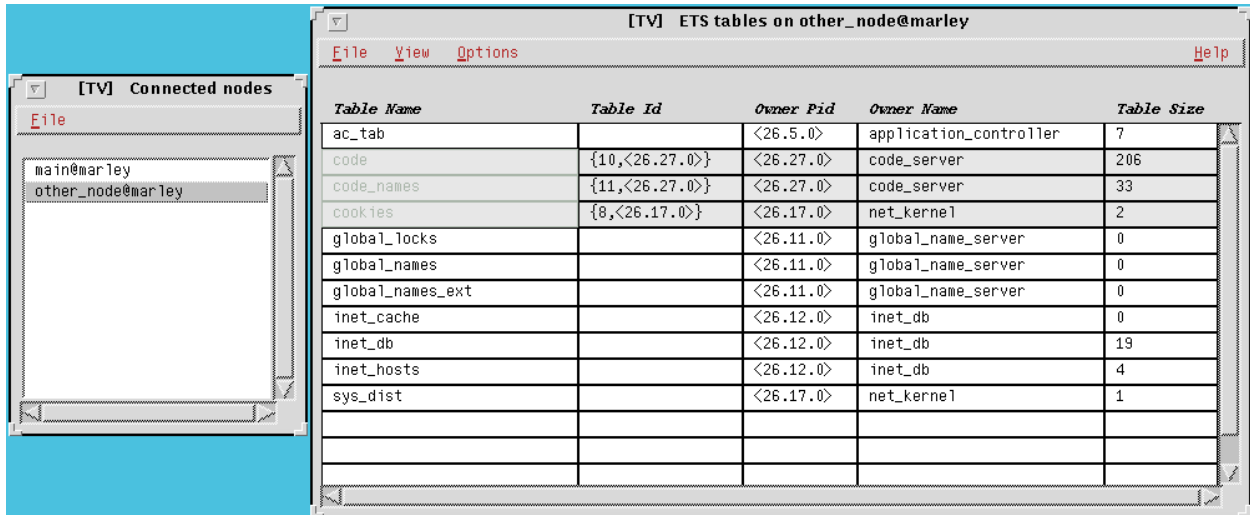 [TV] Connected nodes
File
main@marley
other_node@marley
[TV] ETS tables on other_node@marley
File View Options Help
Table Name Table Id Owner Pid Owner Name Table Size
ac_tab <26.5.0> application_controller 7
code {10,<26.27.0>} <26.27.0> code_server 206
code_names {11,<26.27.0>} <26.27.0> code_server 33
cookies {8,<26.17.0>} <26.17.0> net_kernel 2
global_locks <26.11.0> global_name_server 0
global_names <26.11.0> global_name_server 0
global_names_ext <26.11.0> global_name_server 0
inet_cache <26.12.0> inet_db 0
inet_db <26.12.0> inet_db 19
inet_hosts <26.12.0> inet_db 4
sys_dist <26.17.0> net_kernel 1